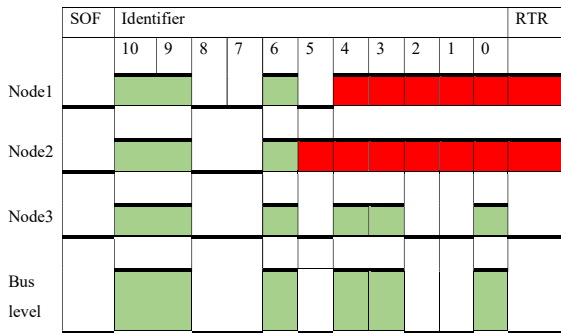 SOF Identifier RTR
10 9 8 7 6 5 4 3 2 1 0
Node1
Node2
Node3
Bus
level